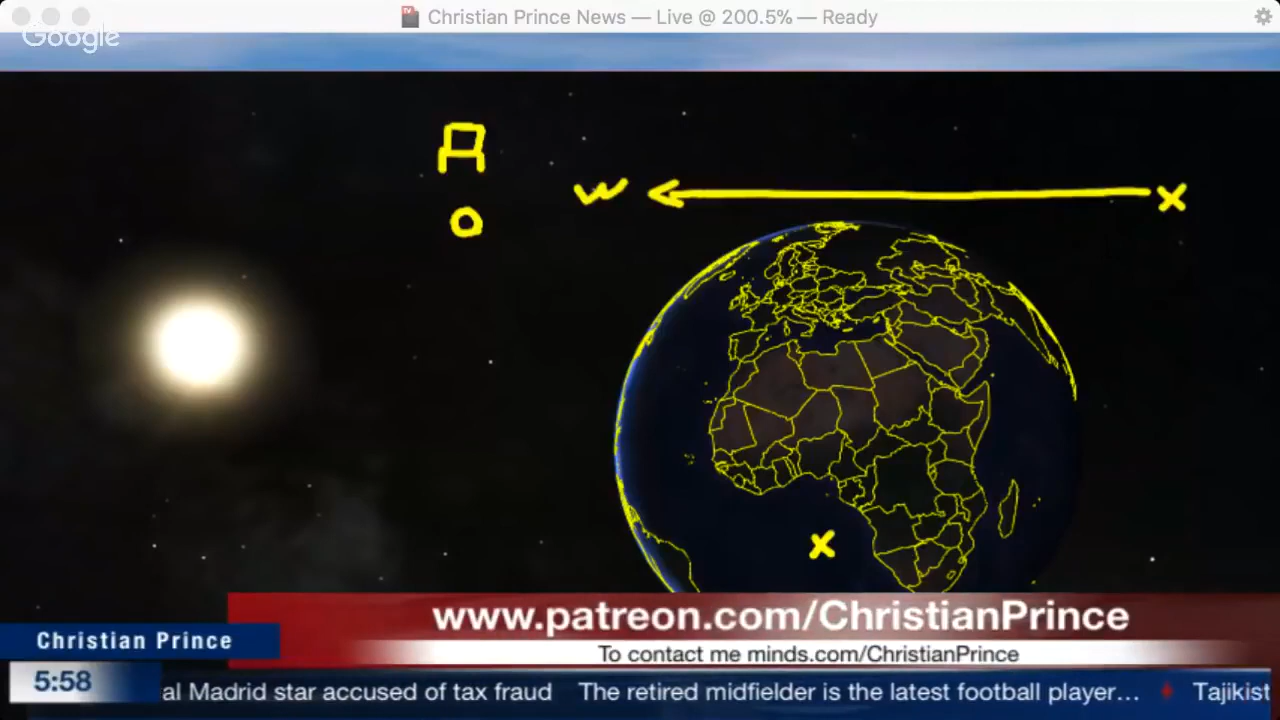 Christian Prince News — Live @ 200.5% — Ready
Google
W
X
O
X
www.patreon.com/ChristianPrince
To contact me minds.com/ChristianPrince
Christian Prince
5:58
al Madrid star accused of tax fraud The retired midfielder is the latest football player... Tajikist